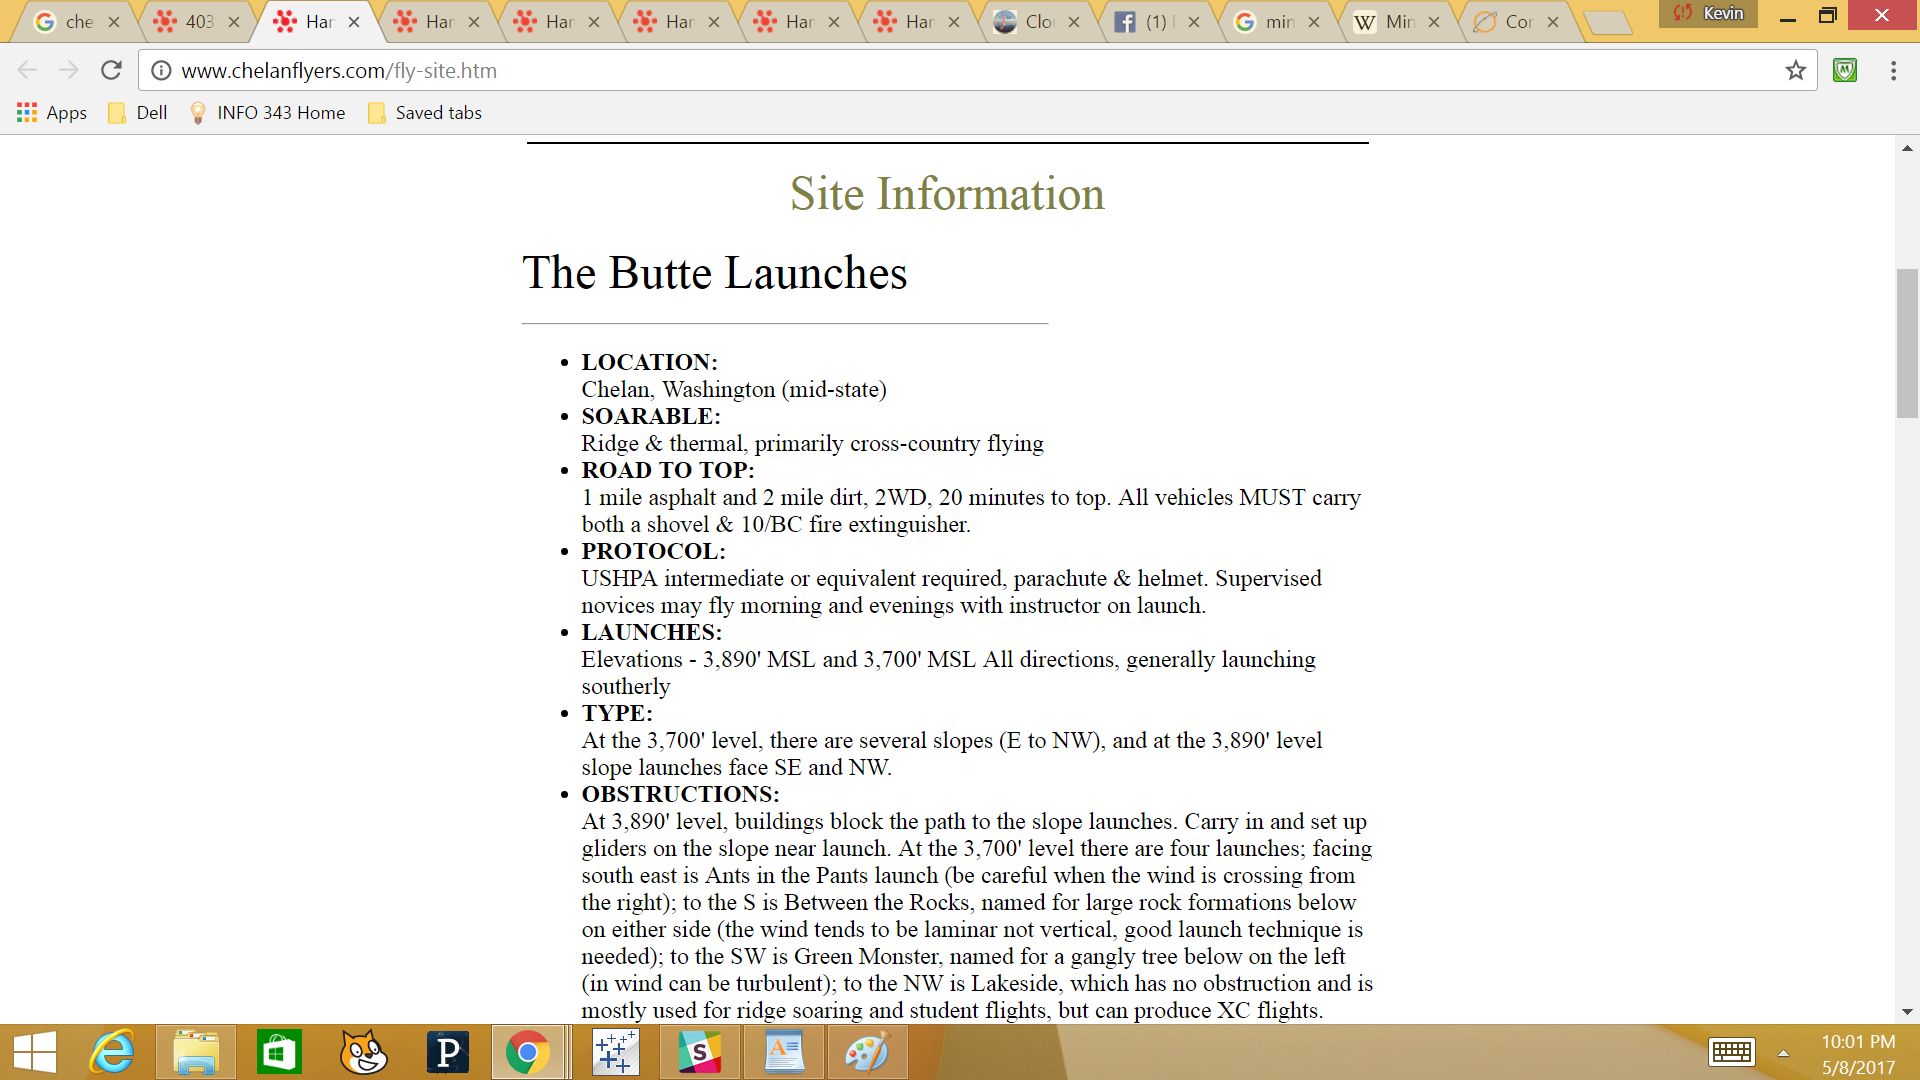 che
403
Har
Har
Har
Har
Har
Har
Clou
(1)
min
Min
Cor
Kevin
www.chelanflyers.com/fly-site.htm
Apps
Dell
INFO 343 Home
Saved tabs
Site Information
The Butte Launches
• LOCATION:
Chelan, Washington (mid-state)
• SOARABLE:
Ridge & thermal, primarily cross-country flying
• ROAD TO TOP:
1 mile asphalt and 2 mile dirt, 2WD, 20 minutes to top. All vehicles MUST carry
both a shovel & 10/BC fire extinguisher.
• PROTOCOL:
USHPA intermediate or equivalent required, parachute & helmet. Supervised
novices may fly morning and evenings with instructor on launch.
• LAUNCHES:
Elevations - 3,890' MSL and 3,700' MSL All directions, generally launching
southerly
• TYPE:
At the 3,700' level, there are several slopes (E to NW), and at the 3,890' level
slope launches face SE and NW.
• OBSTRUCTIONS:
At 3,890' level, buildings block the path to the slope launches. Carry in and set up
gliders on the slope near launch. At the 3,700' level there are four launches; facing
south east is Ants in the Pants launch (be careful when the wind is crossing from
the right); to the S is Between the Rocks, named for large rock formations below
on either side (the wind tends to be laminar not vertical, good launch technique is
needed); to the SW is Green Monster, named for a gangly tree below on the left
(in wind can be turbulent); to the NW is Lakeside, which has no obstruction and is
mostly used for ridge soaring and student flights, but can produce XC flights.
10:01 PM
5/8/2017